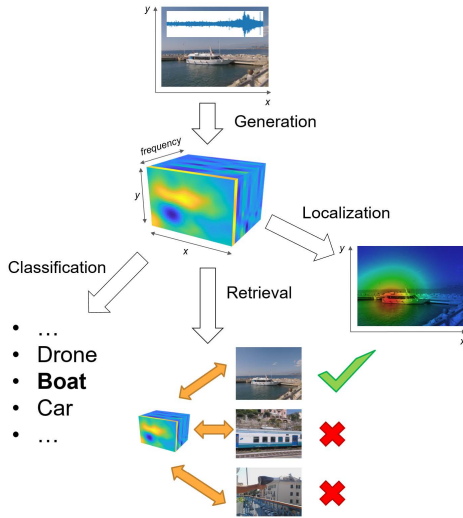 y
x
Generation
frequency
y
x
Localization
y
x
Classification
Retrieval
• …
• Drone
• Boat
• Car
• …